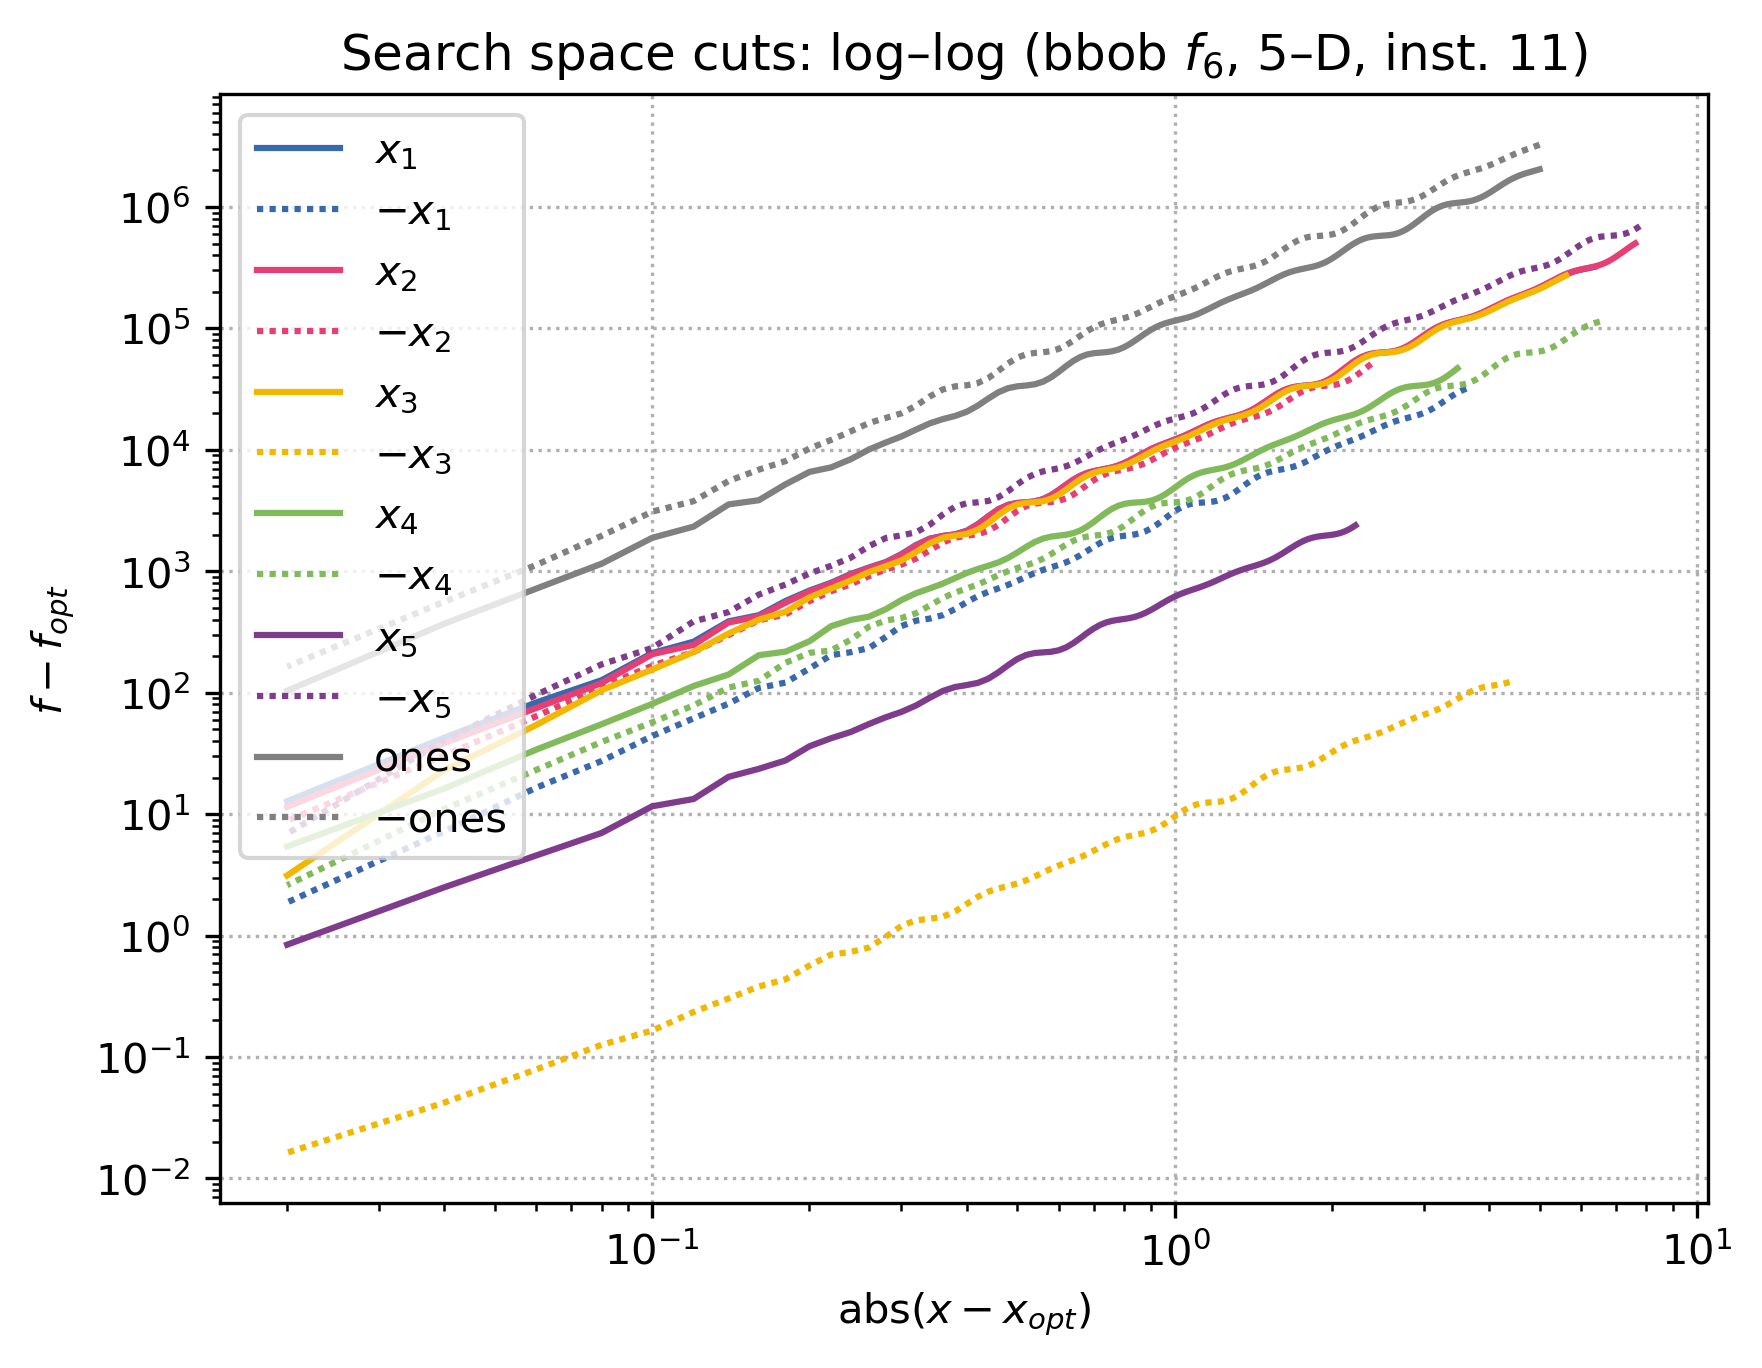 Search space cuts: log–log (bbob $f_6$, 5–D, inst. 11)
$f - f_{opt}$
$10^6$
$10^5$
$10^4$
$10^3$
$10^2$
$10^1$
$10^0$
$10^{-1}$
$10^{-2}$
$x_1$
$-x_1$
$x_2$
$-x_2$
$x_3$
$-x_3$
$x_4$
$-x_4$
$x_5$
$-x_5$
ones
−ones
$10^{-1}$
$10^0$
$10^1$
abs($x - x_{opt}$)